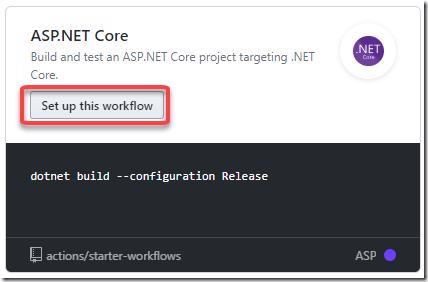 ASP.NET Core
Build and test an ASP.NET Core project targeting .NET
Core.
.NET
Core
Set up this workflow
dotnet build --configuration Release
actions/starter-workflows
ASP